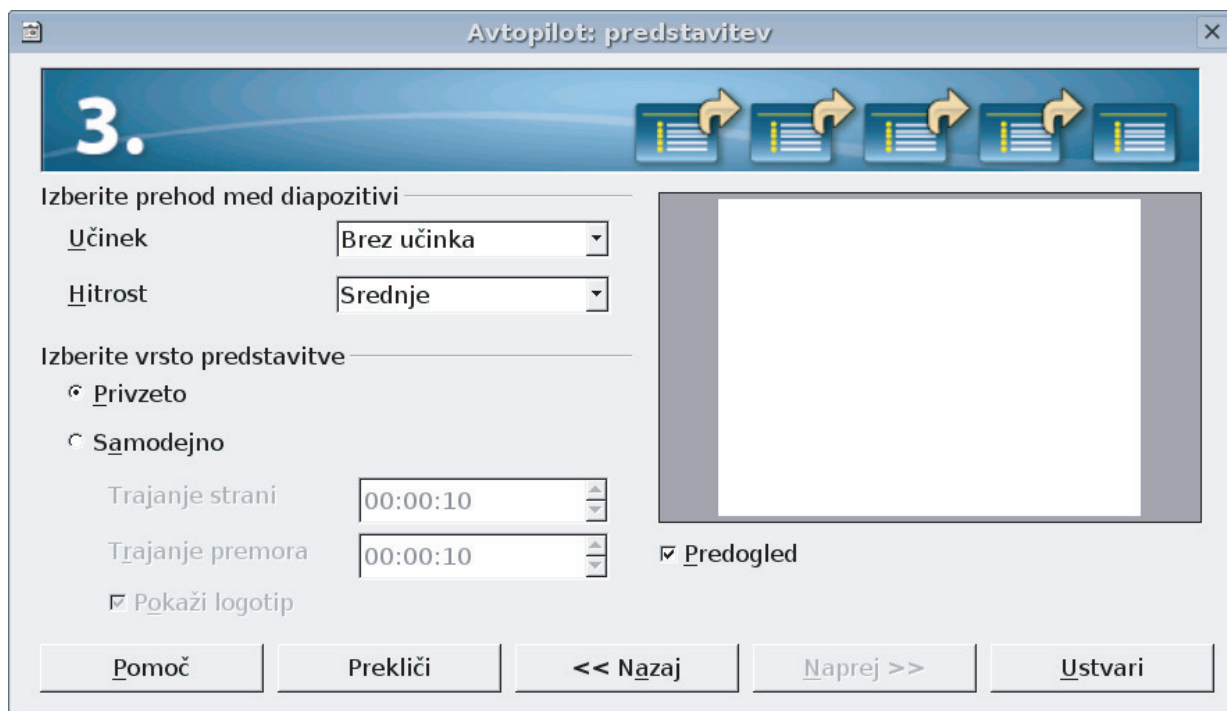 Avtopilot: predstavitev
3.
Izberite prehod med diapozitivi
Učinek
Brez učinka
Hitrost
Srednje
Izberite vrsto predstavitve
Privzeto
Samodejno
Trajanje strani
00:00:10
Trajanje premora
00:00:10
Pokaži logotip
Predogled
Pomoč
Prekliči
<< Nazaj
Naprej >>
Ustvari